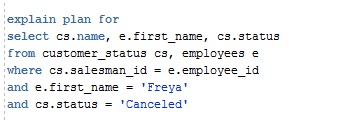 explain plan for
select cs.name, e.first_name, cs.status
from customer_status cs, employees e
where cs.salesman_id = e.employee_id
and e.first_name = 'Freya'
and cs.status = 'Canceled'